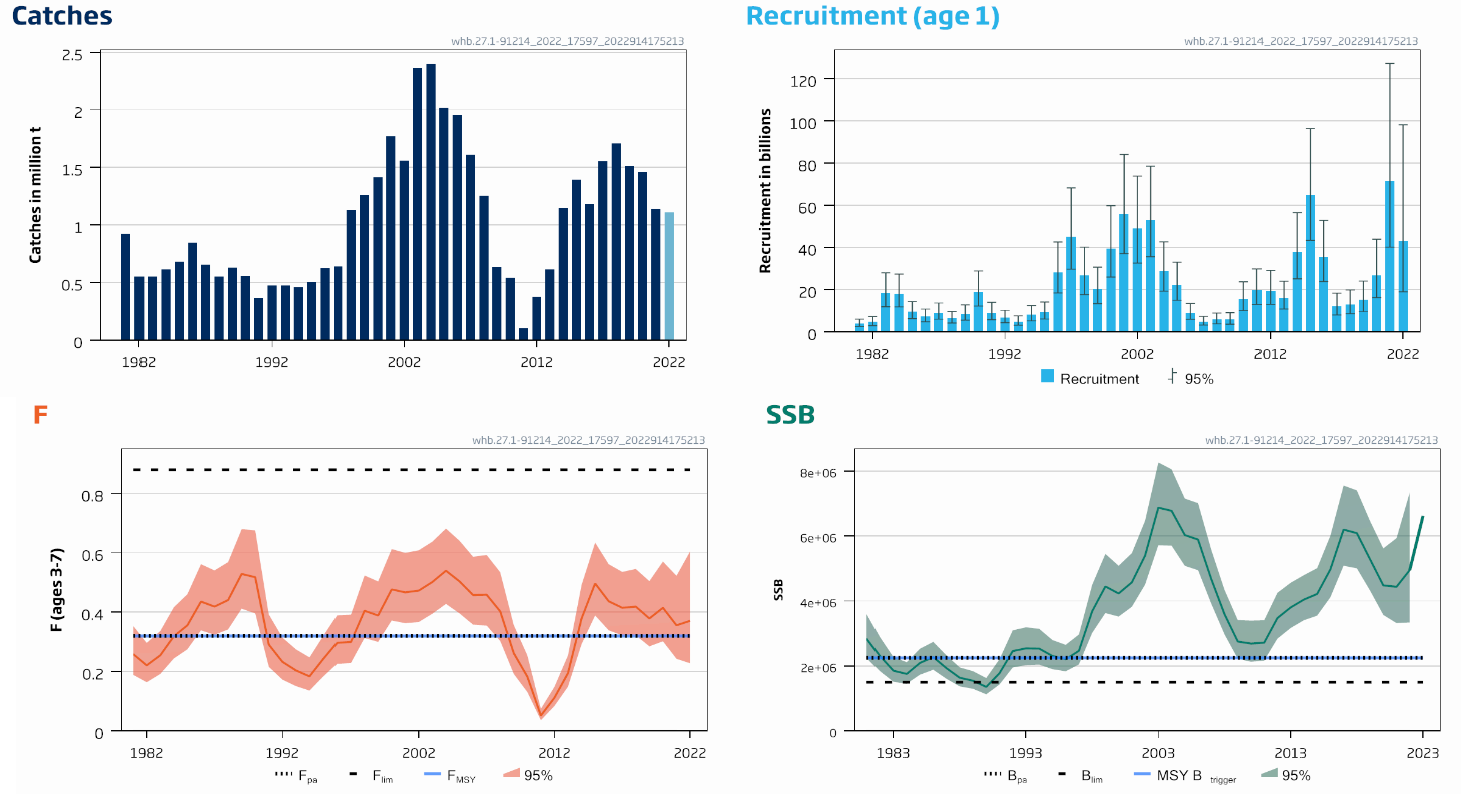 Catches
whb.27.1-91214_2022_17597_2022914175213
Catches in million t
2.5
2
1.5
1
0.5
0
1982 1992 2002 2012 2022
Recruitment (age 1)
whb.27.1-91214_2022_17597_2022914175213
Recruitment in billions
120
100
80
60
40
20
0
1982 1992 2002 2012 2022
Recruitment 95%
F
whb.27.1-91214_2022_17597_2022914175213
F (ages 3-7)
0.8
0.6
0.4
0.2
0
1982 1992 2002 2012 2022
Fpa Flim FMSY 95%
SSB
whb.27.1-91214_2022_17597_2022914175213
SSB
8e+06
6e+06
4e+06
2e+06
0
1983 1993 2003 2013 2023
Bpa Blim MSY B trigger 95%